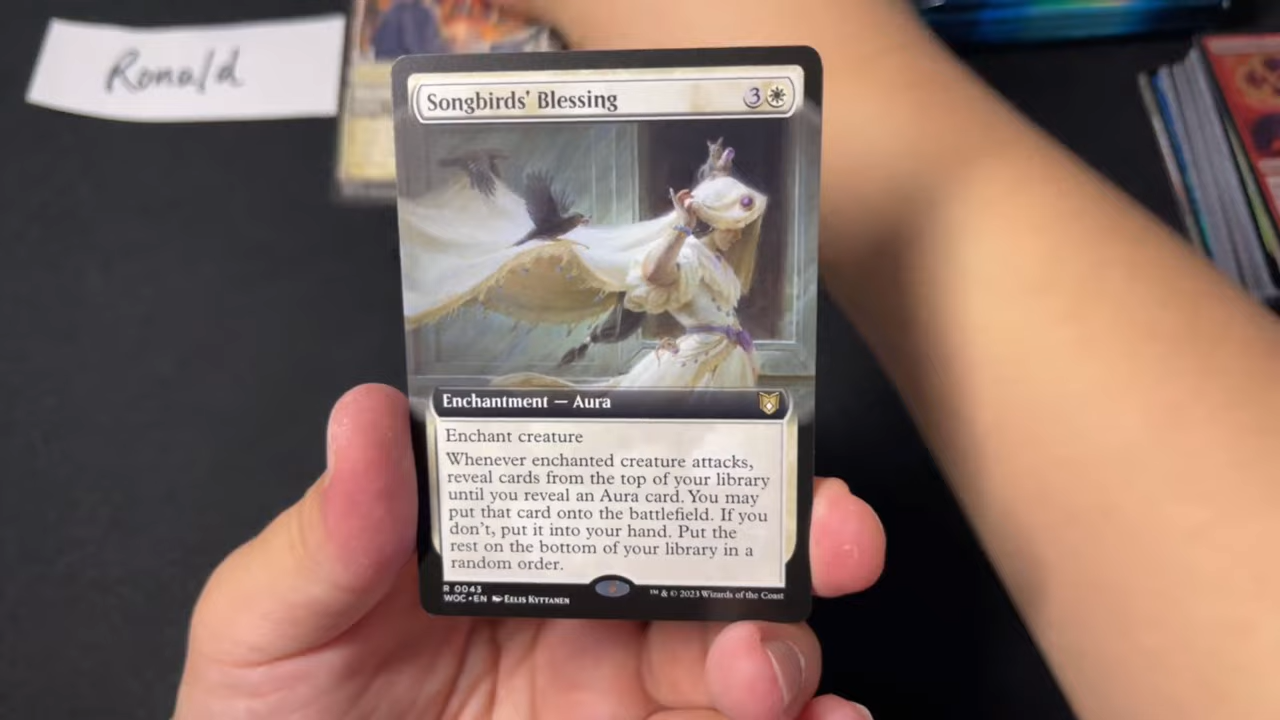 Ronald
Songbirds' Blessing 3
Enchantment — Aura
Enchant creature
Whenever enchanted creature attacks,
reveal cards from the top of your library
until you reveal an Aura card. You may
put that card onto the battlefield. If you
don't, put it into your hand. Put the
rest on the bottom of your library in a
random order.
R 0043
WOC • EN Eelis Kyttanen
™ & © 2023 Wizards of the Coast